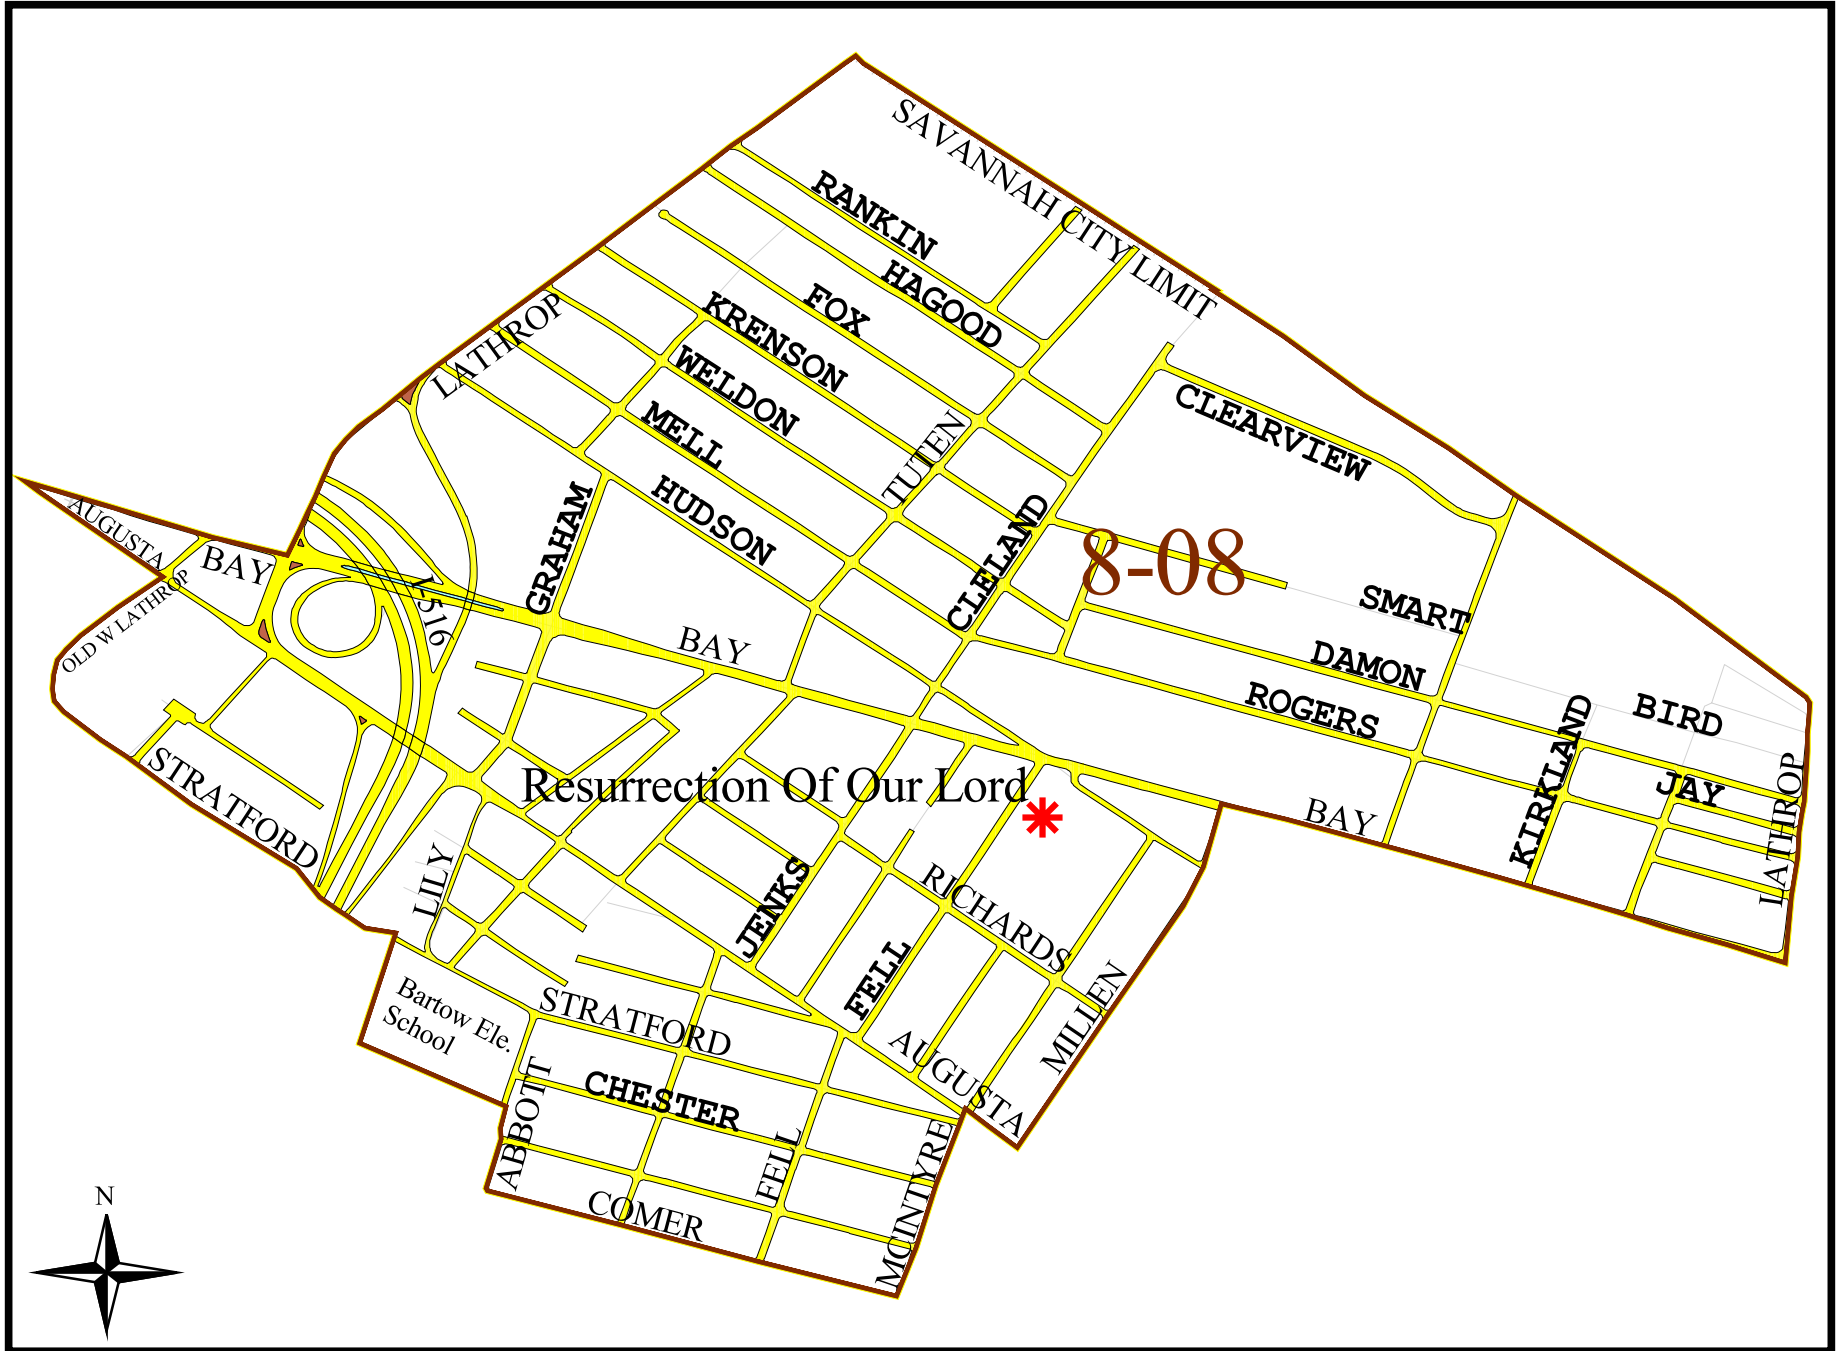 SAVANNAH CITY LIMIT
RANKIN
HAGOOD
FOX
KRENSON
LATHROP
WELDON
CLEARVIEW
MELL
TUTEN
HUDSON
GRAHAM
CLELAND
8-08
AUGUSTA
BAY
I-516
OLD W LATHROP
SMART
BAY
DAMON
ROGERS
KIRKLAND
BIRD
JAY
LATHROP
STRATFORD
Resurrection Of Our Lord
BAY
LILY
JENKS
RICHARDS
FELL
MILLEN
Bartow Ele.
School
STRATFORD
AUGUSTA
ABBOTT
CHESTER
FELL
MCINTYRE
COMER
N